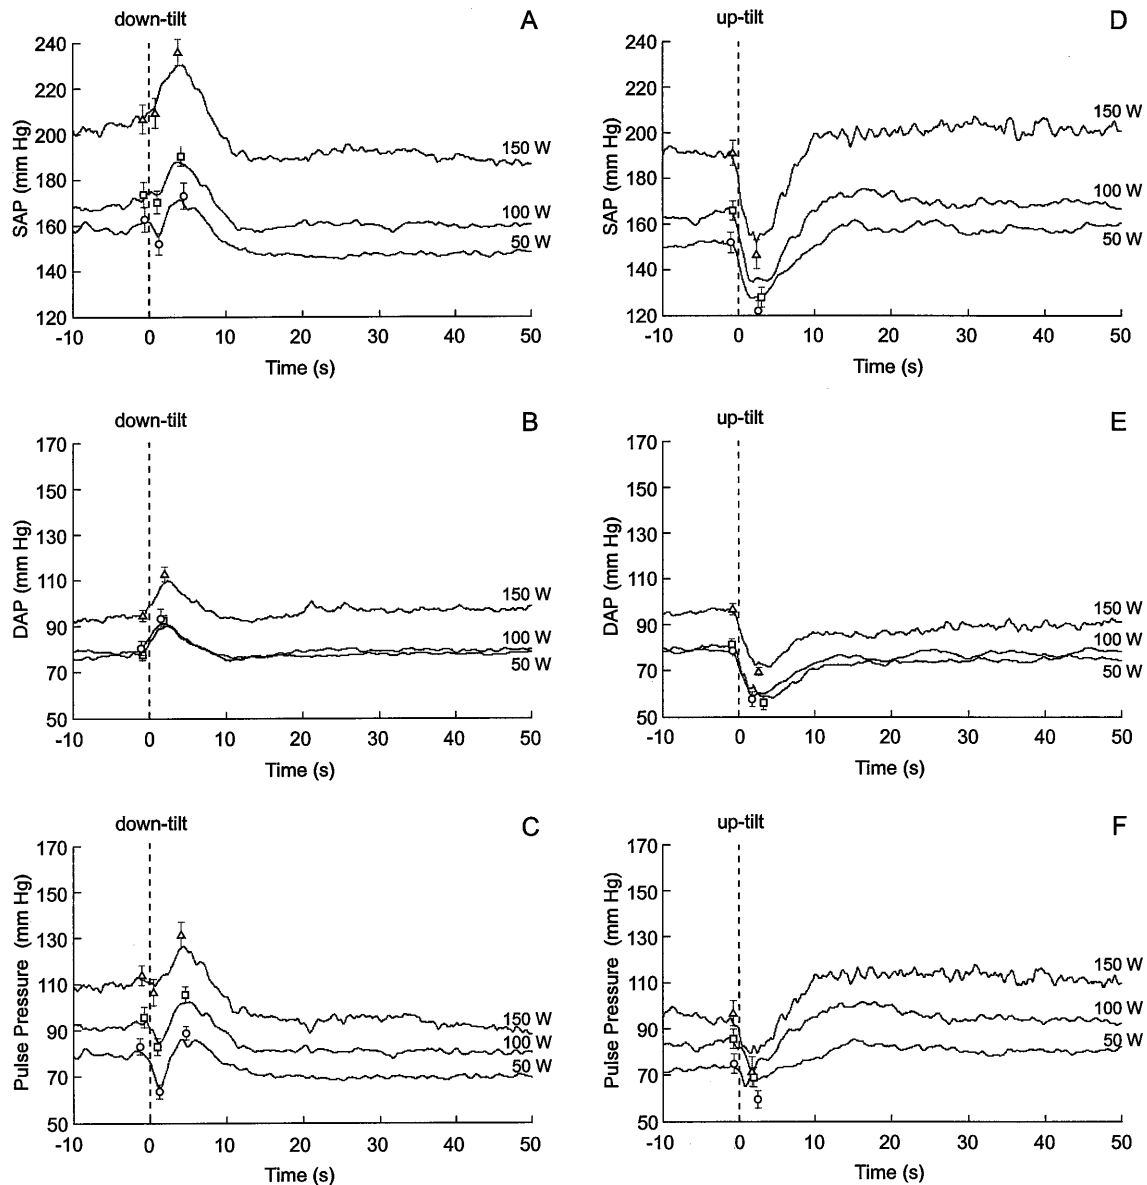 down-tilt
A
240
220
200
180
160
140
120
SAP (mm Hg)
150 W
100 W
50 W
-10 0 10 20 30 40 50
Time (s)
up-tilt
D
240
220
200
180
160
140
120
SAP (mm Hg)
150 W
100 W
50 W
-10 0 10 20 30 40 50
Time (s)
down-tilt
B
170
150
130
110
90
70
50
DAP (mm Hg)
150 W
100 W
50 W
-10 0 10 20 30 40 50
Time (s)
up-tilt
E
170
150
130
110
90
70
50
DAP (mm Hg)
150 W
100 W
50 W
-10 0 10 20 30 40 50
Time (s)
down-tilt
C
170
150
130
110
90
70
50
Pulse Pressure (mm Hg)
150 W
100 W
50 W
-10 0 10 20 30 40 50
Time (s)
up-tilt
F
170
150
130
110
90
70
50
Pulse Pressure (mm Hg)
150 W
100 W
50 W
-10 0 10 20 30 40 50
Time (s)